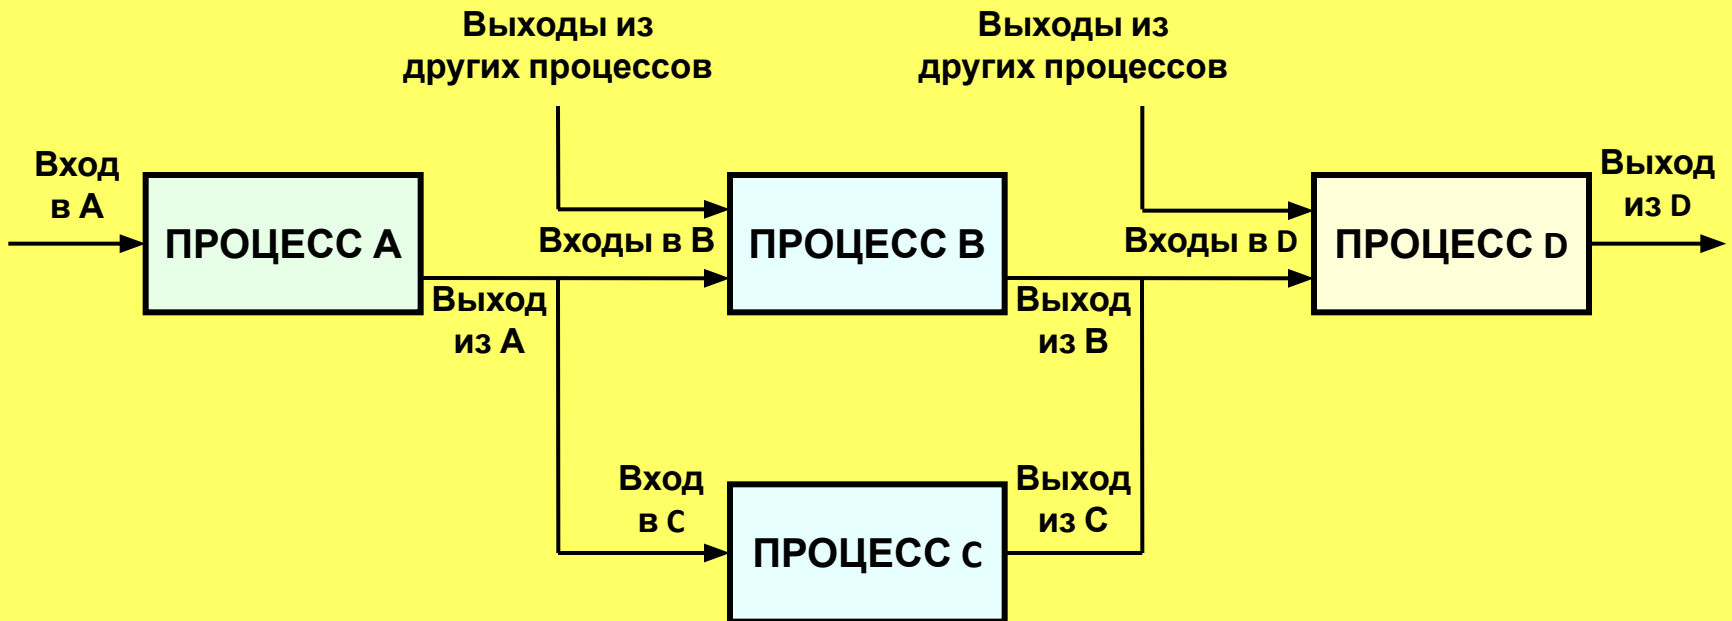 Выходы из
других процессов
Выходы из
других процессов
Вход
в А
ПРОЦЕСС А
Выход
из А
Входы в В
ПРОЦЕСС В
Выход
из В
Входы в D
ПРОЦЕСС D
Выход
из D
Вход
в C
ПРОЦЕСС C
Выход
из С